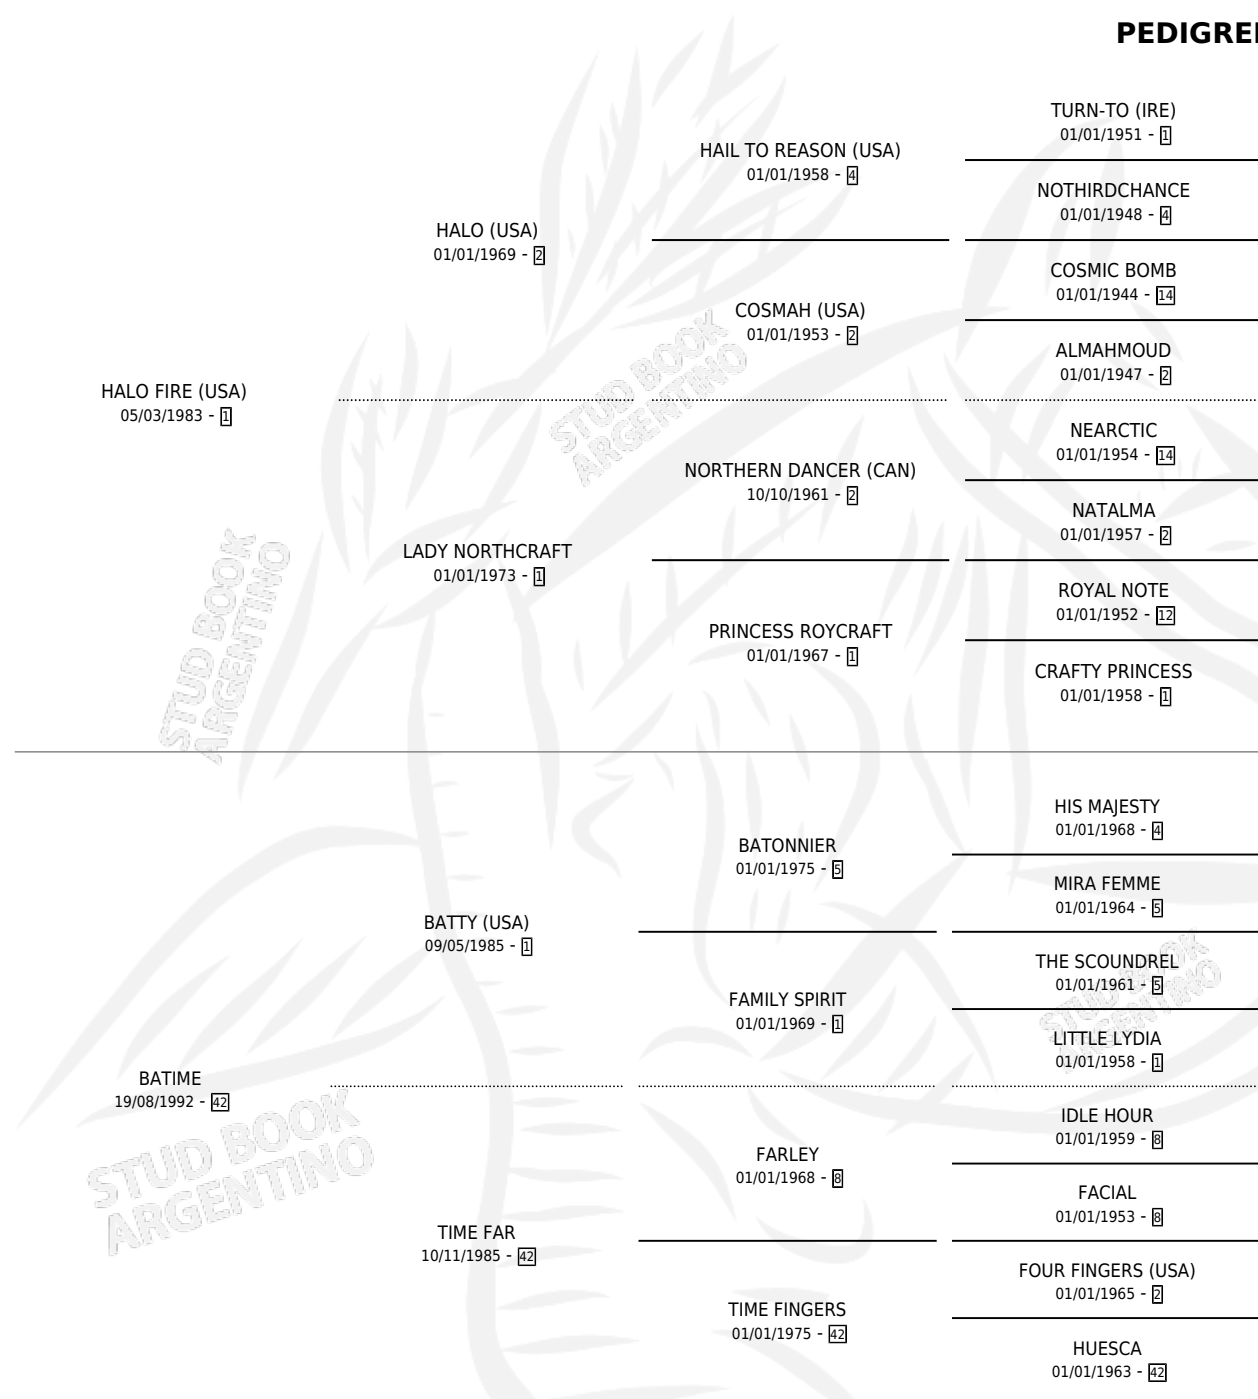 PEDIGREE
TURN-TO (IRE)
01/01/1951 - 1
HAIL TO REASON (USA)
01/01/1958 - 4
NOTHIRDCHANCE
01/01/1948 - 4
HALO (USA)
01/01/1969 - 2
COSMIC BOMB
01/01/1944 - 14
COSMAH (USA)
01/01/1953 - 2
ALMAHMOUD
01/01/1947 - 2
HALO FIRE (USA)
05/03/1983 - 1
NEARCTIC
01/01/1954 - 14
NORTHERN DANCER (CAN)
10/10/1961 - 2
NATALMA
01/01/1957 - 2
LADY NORTHCRAFT
01/01/1973 - 1
ROYAL NOTE
01/01/1952 - 12
PRINCESS ROYCRAFT
01/01/1967 - 1
CRAFTY PRINCESS
01/01/1958 - 1
HIS MAJESTY
01/01/1968 - 4
BATONNIER
01/01/1975 - 5
MIRA FEMME
01/01/1964 - 5
BATTY (USA)
09/05/1985 - 1
THE SCOUNDREL
01/01/1961 - 5
FAMILY SPIRIT
01/01/1969 - 1
LITTLE LYDIA
01/01/1958 - 1
BATIME
19/08/1992 - 42
IDLE HOUR
01/01/1959 - 8
FARLEY
01/01/1968 - 8
FACIAL
01/01/1953 - 8
TIME FAR
10/11/1985 - 42
FOUR FINGERS (USA)
01/01/1965 - 2
TIME FINGERS
01/01/1975 - 42
HUESCA
01/01/1963 - 42
STUD BOOK
ARGENTINO
STUD BOOK
ARGENTINO
STUD BOOK
ARGENTINO
STUD BOOK
ARGENTINO